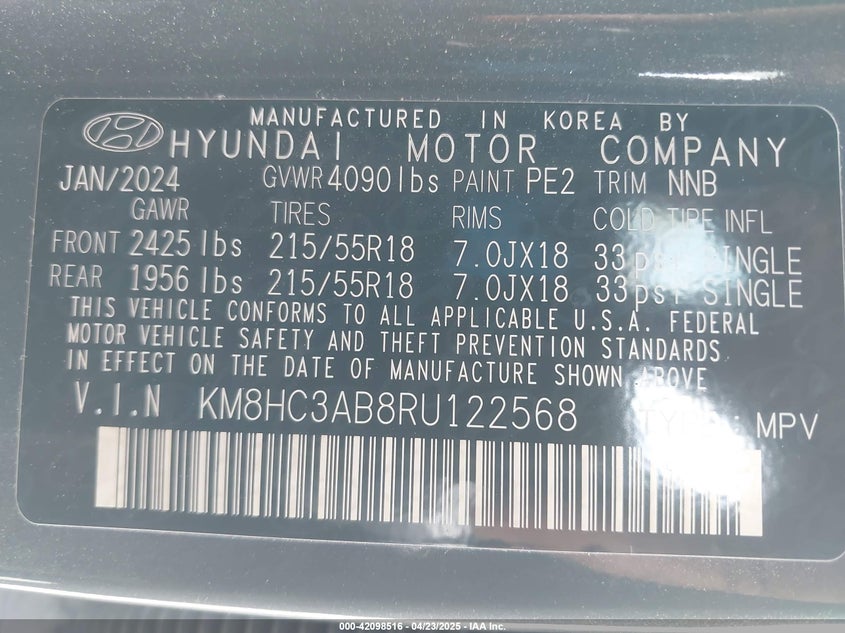 MANUFACTURED IN KOREA BY
HYUNDAI MOTOR COMPANY
JAN/2024 GVWR 4090 lbs PAINT PE2 TRIM NNB
GAWR TIRES RIMS COLD TIRE INFL
FRONT 2425 lbs 215/55R18 7.0JX18 33psi SINGLE
REAR 1956 lbs 215/55R18 7.0JX18 33psi SINGLE
THIS VEHICLE CONFORMS TO ALL APPLICABLE U.S.A. FEDERAL
MOTOR VEHICLE SAFETY AND THEFT PREVENTION STANDARDS
IN EFFECT ON THE DATE OF MANUFACTURE SHOWN ABOVE
V.I.N KM8HC3AB8RU122568 TYPE : MPV
000-42098516 - 04/23/2025 - IAA Inc.